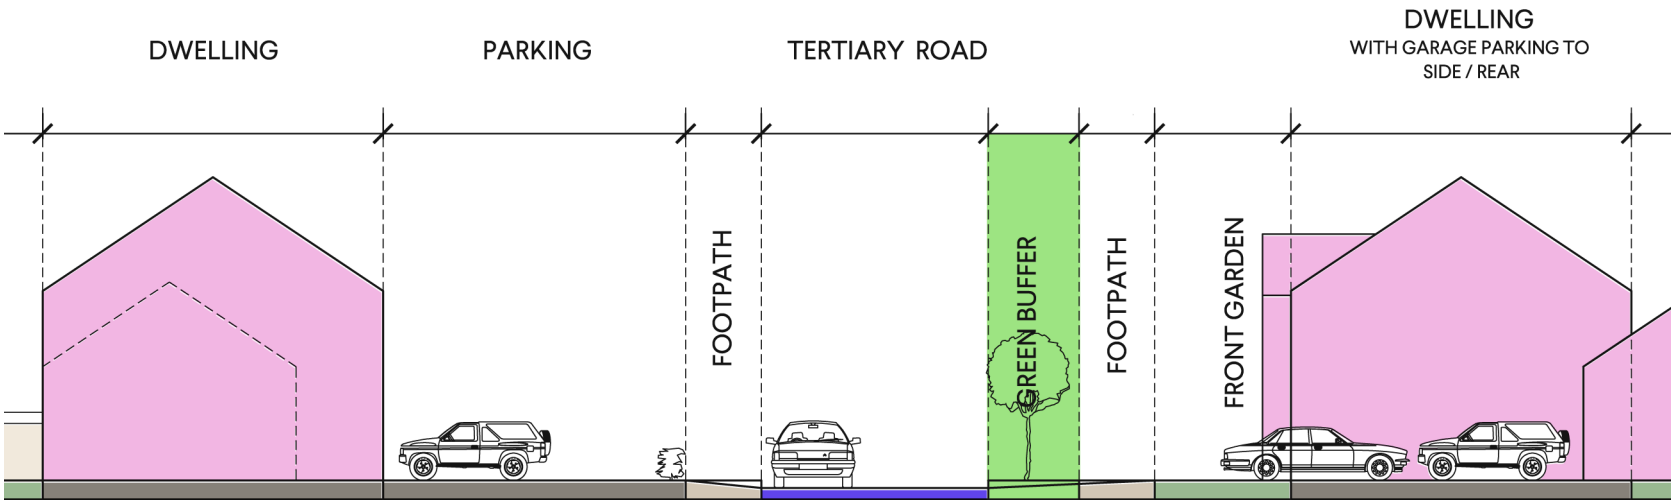 DWELLING
PARKING
TERTIARY ROAD
DWELLING
WITH GARAGE PARKING TO
SIDE / REAR
FOOTPATH
GREEN BUFFER
FOOTPATH
FRONT GARDEN